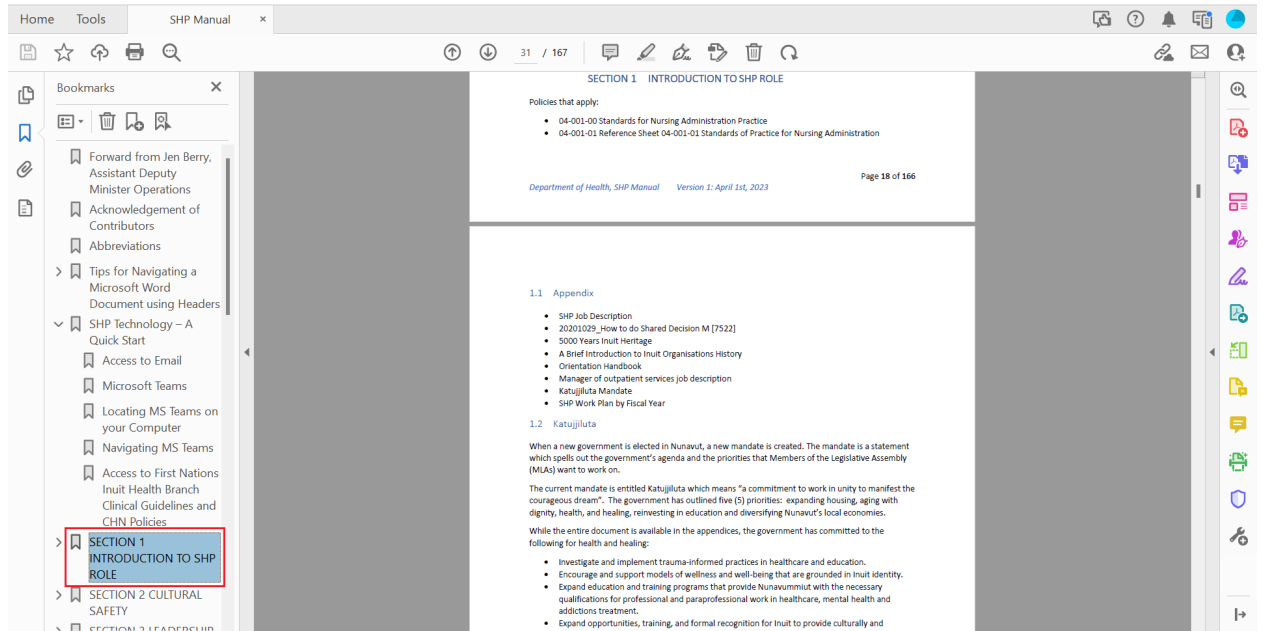 Home Tools SHP Manual ×
31 / 167
Bookmarks
Forward from Jen Berry,
Assistant Deputy
Minister Operations
Acknowledgement of
Contributors
Abbreviations
Tips for Navigating a
Microsoft Word
Document using Headers
SHP Technology – A
Quick Start
Access to Email
Microsoft Teams
Locating MS Teams on
your Computer
Navigating MS Teams
Access to First Nations
Inuit Health Branch
Clinical Guidelines and
CHN Policies
SECTION 1
INTRODUCTION TO SHP
ROLE
SECTION 2 CULTURAL
SAFETY
SECTION 3 LEADERSHIP
SECTION 1 INTRODUCTION TO SHP ROLE
Policies that apply:
• 04-001-00 Standards for Nursing Administration Practice
• 04-001-01 Reference Sheet 04-001-01 Standards of Practice for Nursing Administration
Page 18 of 166
Department of Health, SHP Manual Version 1: April 1st, 2023
1.1 Appendix
• SHP Job Description
• 20201029_How to do Shared Decision M [7522]
• 5000 Years Inuit Heritage
• A Brief Introduction to Inuit Organisations History
• Orientation Handbook
• Manager of outpatient services job description
• Katujjiluta Mandate
• SHP Work Plan by Fiscal Year
1.2 Katujjiluta
When a new government is elected in Nunavut, a new mandate is created. The mandate is a statement
which spells out the government's agenda and the priorities that Members of the Legislative Assembly
(MLAs) want to work on.
The current mandate is entitled Katujjiluta which means "a commitment to work in unity to manifest the
courageous dream". The government has outlined five (5) priorities: expanding housing, aging with
dignity, health, and healing, reinvesting in education and diversifying Nunavut's local economies.
While the entire document is available in the appendices, the government has committed to the
following for health and healing:
• Investigate and implement trauma-informed practices in healthcare and education.
• Encourage and support models of wellness and well-being that are grounded in Inuit identity.
• Expand education and training programs that provide Nunavummiut with the necessary
qualifications for professional and paraprofessional work in healthcare, mental health and
addictions treatment.
• Expand opportunities, training, and formal recognition for Inuit to provide culturally and